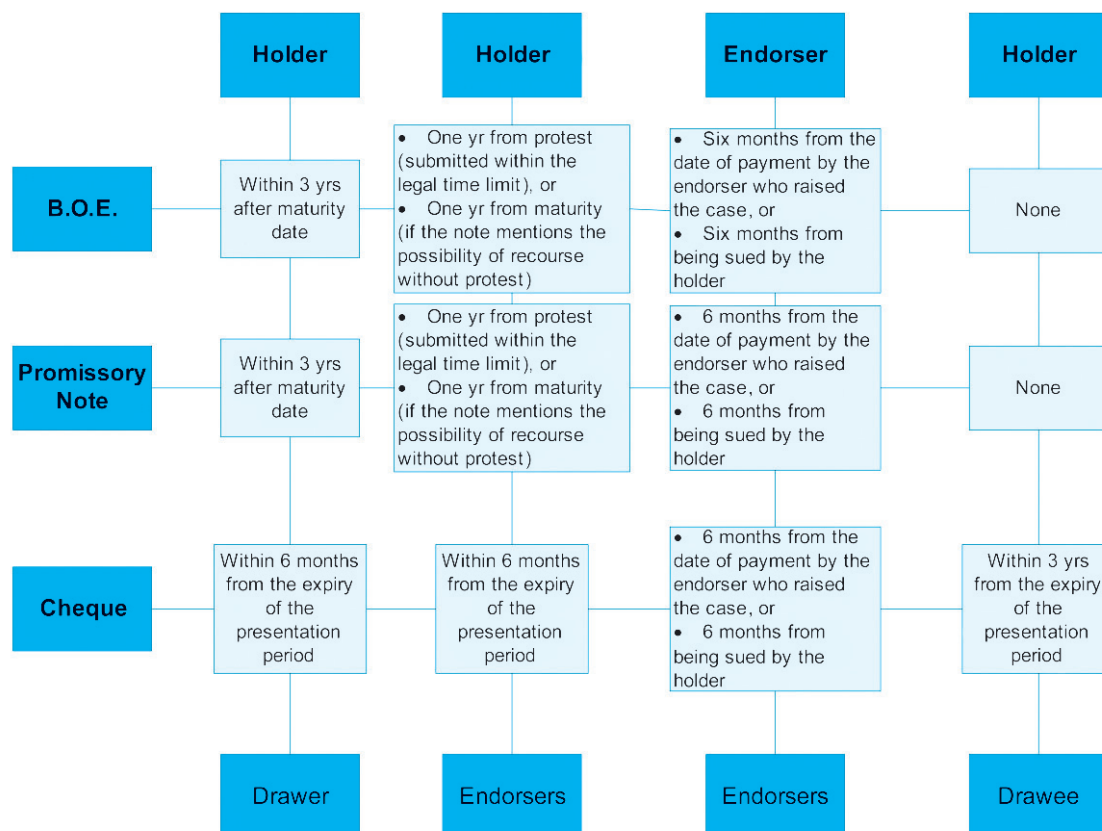 Holder
Holder
Endorser
Holder
B.O.E.
Within 3 yrs
after maturity
date
• One yr from protest
(submitted within the
legal time limit), or
• One yr from maturity
(if the note mentions the
possibility of recourse
without protest)
• Six months from the
date of payment by the
endorser who raised
the case, or
• Six months from
being sued by the
holder
None
Promissory
Note
Within 3 yrs
after maturity
date
• One yr from protest
(submitted within the
legal time limit), or
• One yr from maturity
(if the note mentions the
possibility of recourse
without protest)
• 6 months from the
date of payment by the
endorser who raised
the case, or
• 6 months from
being sued by the
holder
None
Cheque
Within 6 months
from the expiry
of the
presentation
period
Within 6 months
from the expiry
of the
presentation
period
• 6 months from the
date of payment by the
endorser who raised
the case, or
• 6 months from
being sued by the
holder
Within 3 yrs
from the expiry
of the
presentation
period
Drawer
Endorsers
Endorsers
Drawee